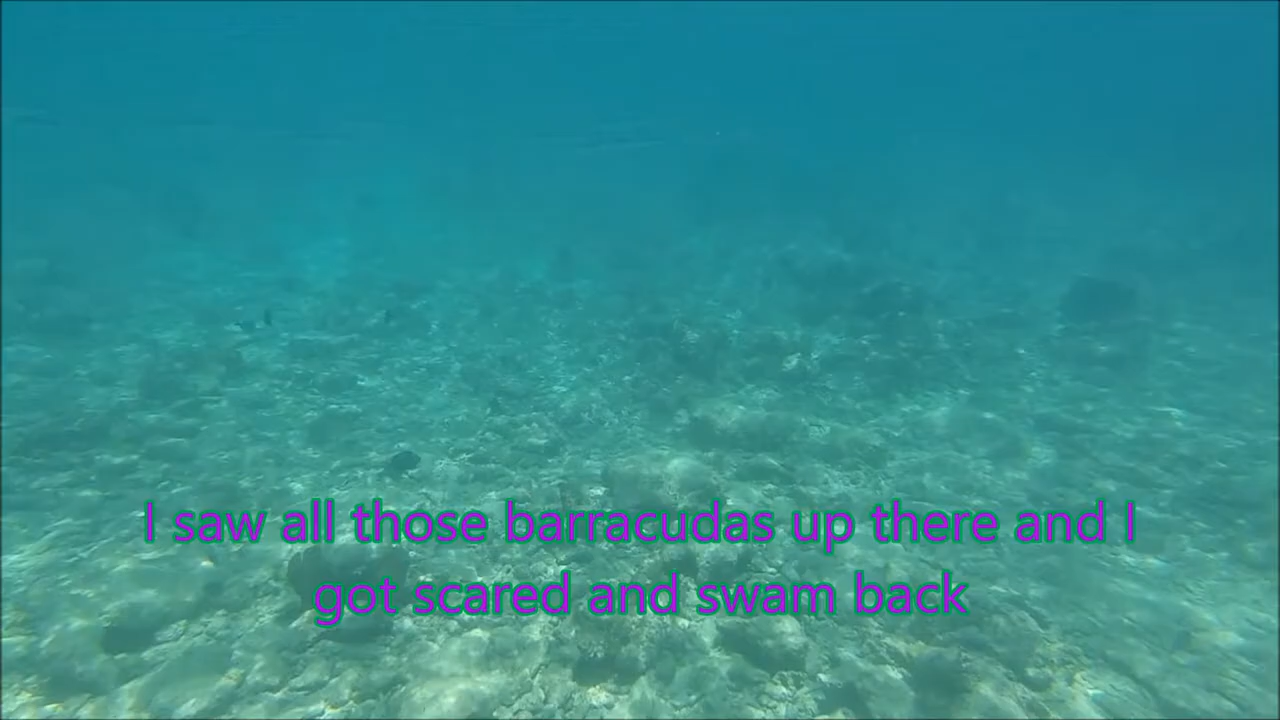 I saw all those barracudas up there and I
got scared and swam back